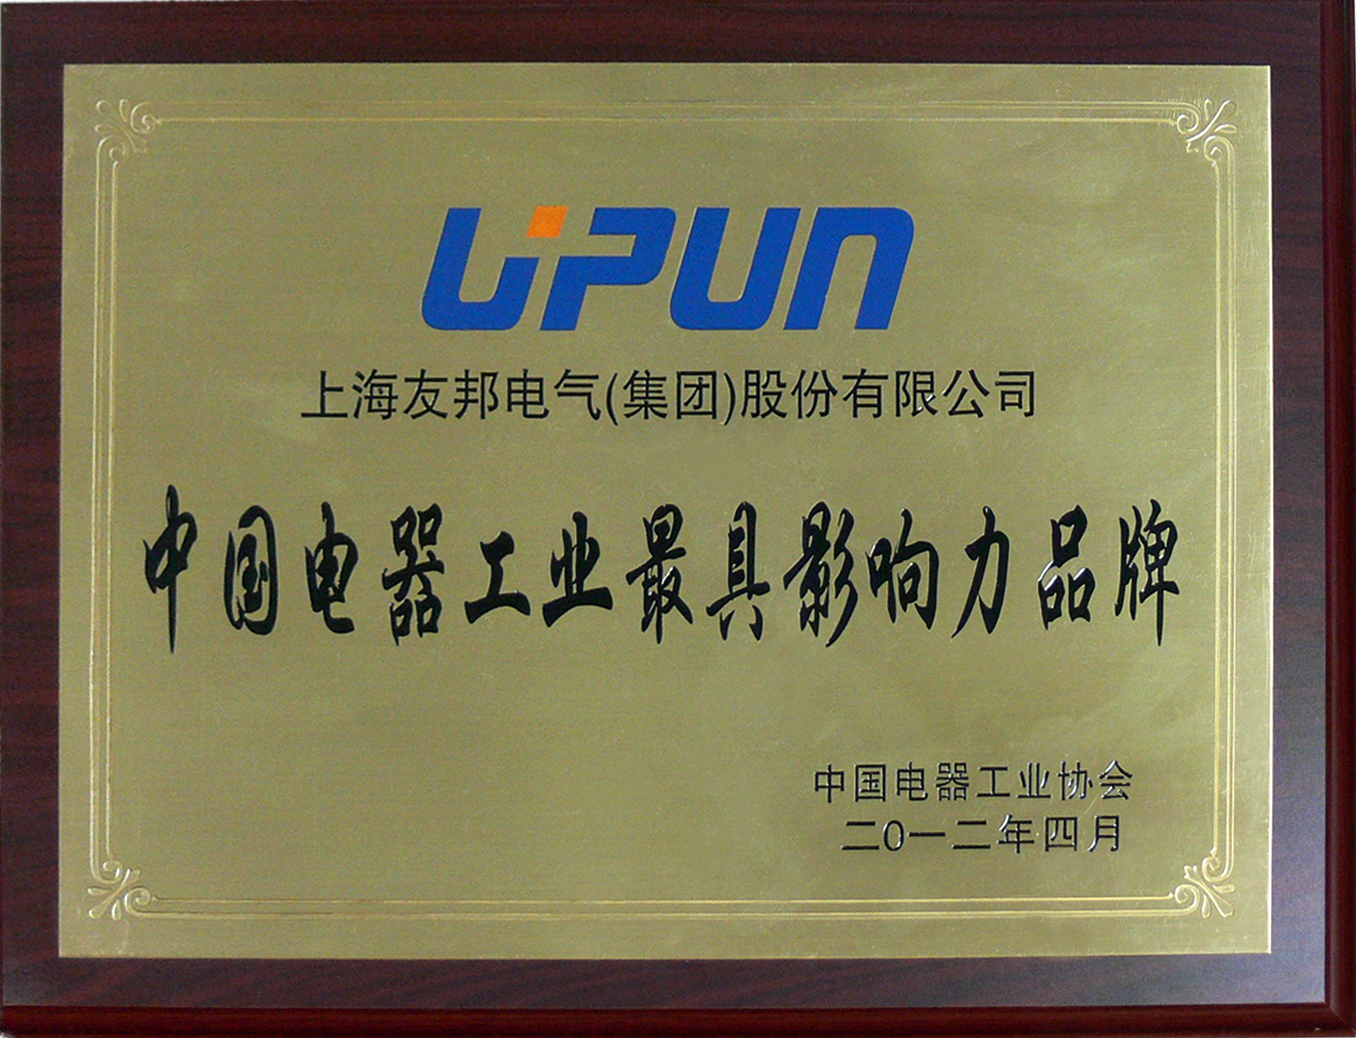 UPUN
上海友邦电气(集团)股份有限公司
中国电器工业最具影响力品牌
中国电器工业协会
二0一二年四月